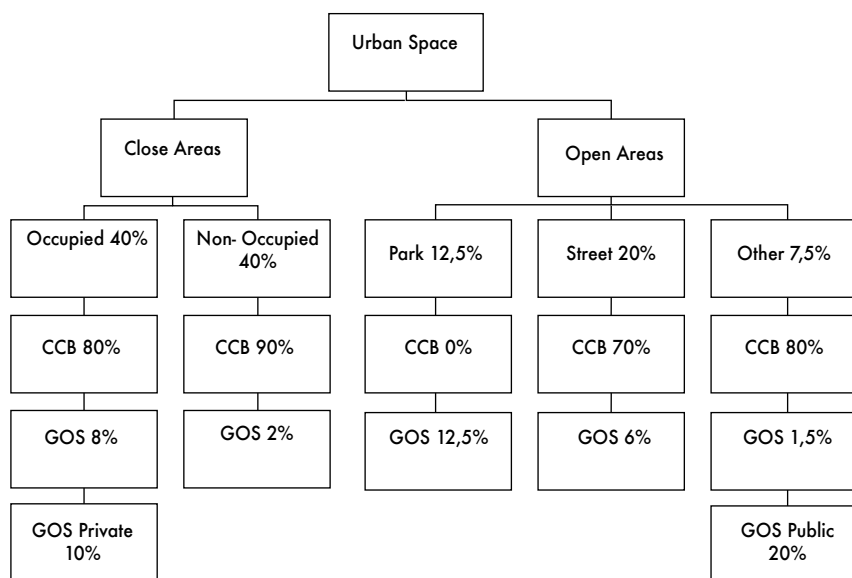 Urban Space
Close Areas
Open Areas
Occupied 40%
Non- Occupied
40%
Park 12,5%
Street 20%
Other 7,5%
CCB 80%
CCB 90%
CCB 0%
CCB 70%
CCB 80%
GOS 8%
GOS 2%
GOS 12,5%
GOS 6%
GOS 1,5%
GOS Private
10%
GOS Public
20%